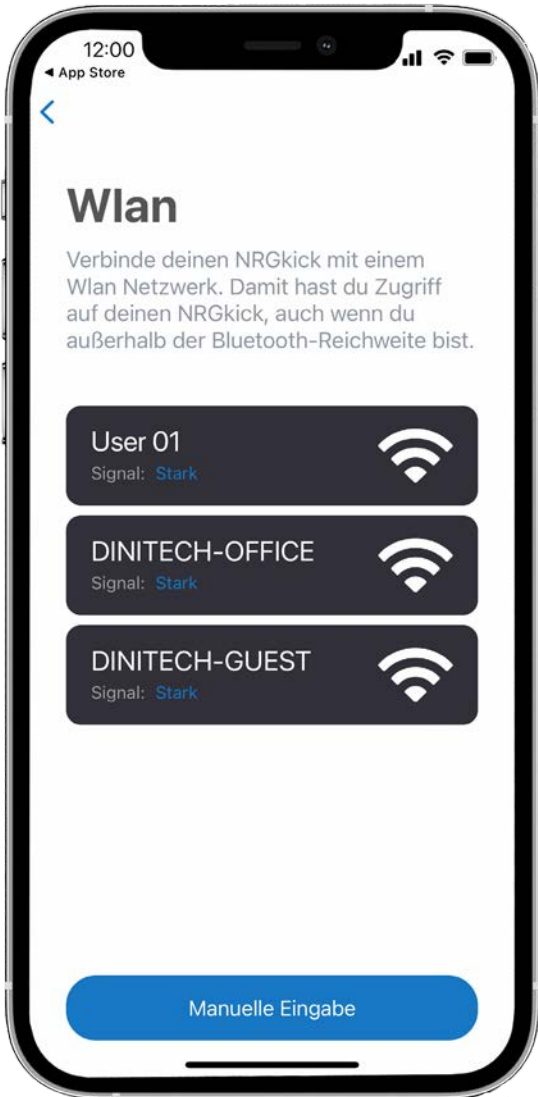 12:00
◀ App Store
Wlan
Verbinde deinen NRGkick mit einem
Wlan Netzwerk. Damit hast du Zugriff
auf deinen NRGkick, auch wenn du
außerhalb der Bluetooth-Reichweite bist.
User 01
Signal: Stark
DINITECH-OFFICE
Signal: Stark
DINITECH-GUEST
Signal: Stark
Manuelle Eingabe